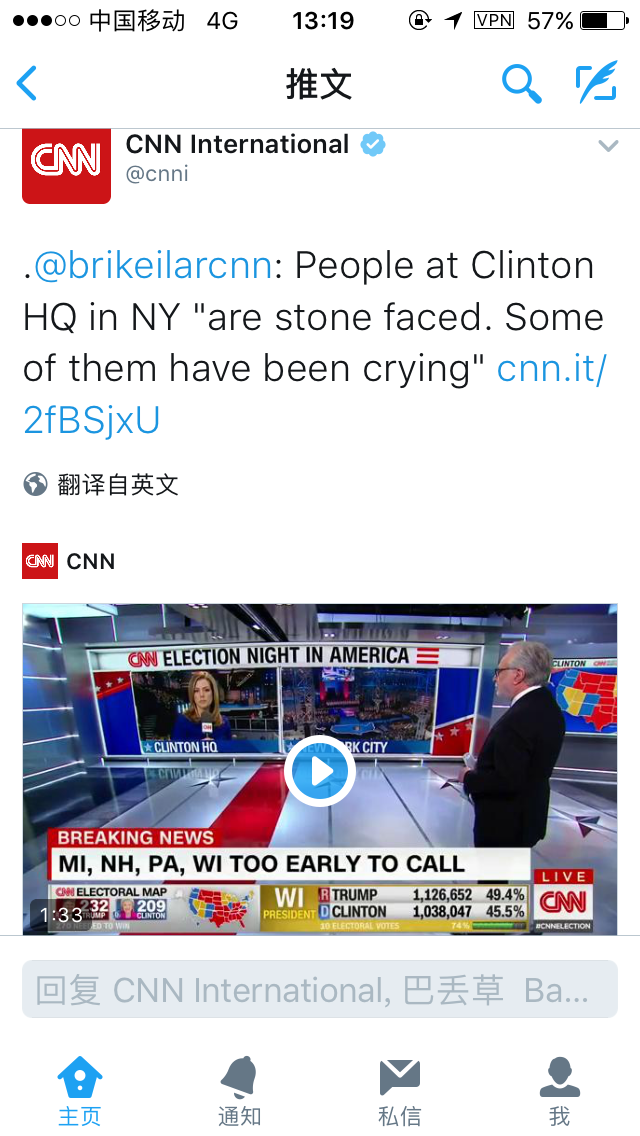 中国移动 4G 13:19 VPN 57%
推文
CNN
CNN International
@cnni
.@brikeilarcnn: People at Clinton
HQ in NY "are stone faced. Some
of them have been crying" cnn.it/
2fBSjxU
翻译自英文
CNN CNN
CNN ELECTION NIGHT IN AMERICA
CLINTON
CLINTON HQ
NEW YORK CITY
BREAKING NEWS
MI, NH, PA, WI TOO EARLY TO CALL
LIVE
CNN
#CNNELECTION
CNN ELECTORAL MAP
232 TRUMP 209 CLINTON
270 NEEDED TO WIN
WI PRESIDENT
R TRUMP 1,126,652 49.4%
D CLINTON 1,038,047 45.5%
10 ELECTORAL VOTES 74%
1:33
回复 CNN International, 巴丢草 Ba...
主页 通知 私信 我